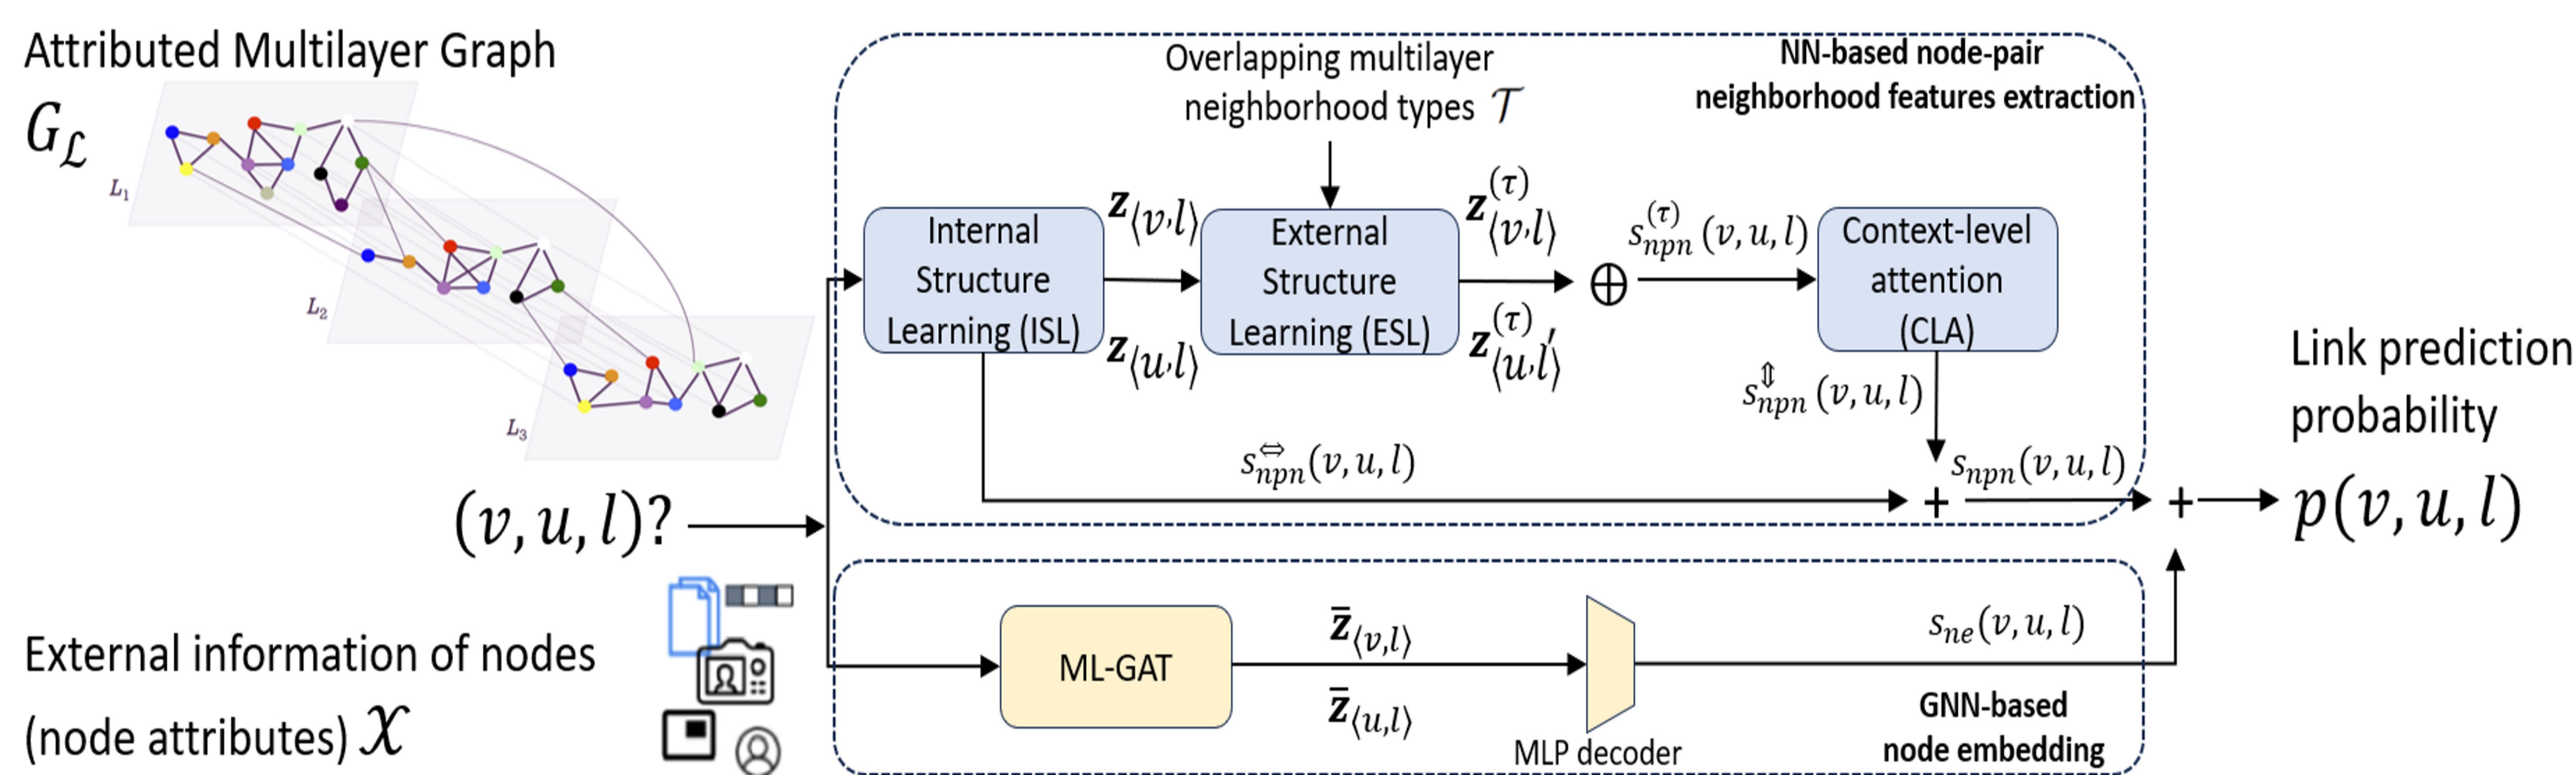 Attributed Multilayer Graph
G_ℒ
L₁
L₂
L₃
(v, u, l)?
External information of nodes
(node attributes) 𝒳
Overlapping multilayer
neighborhood types 𝒯
NN-based node-pair
neighborhood features extraction
Internal
Structure
Learning (ISL)
z⟨v,l⟩
z⟨u,l⟩
External
Structure
Learning (ESL)
z^(τ)⟨v,l⟩
z^(τ)⟨u,l′⟩
⊕
s^(τ)_npn (v, u, l)
Context-level
attention
(CLA)
s^⇕_npn (v, u, l)
s^⇔_npn (v, u, l)
+
s_npn (v, u, l)
+
Link prediction
probability
p(v, u, l)
ML-GAT
z̄⟨v,l⟩
z̄⟨u,l⟩
MLP decoder
s_ne (v, u, l)
GNN-based
node embedding